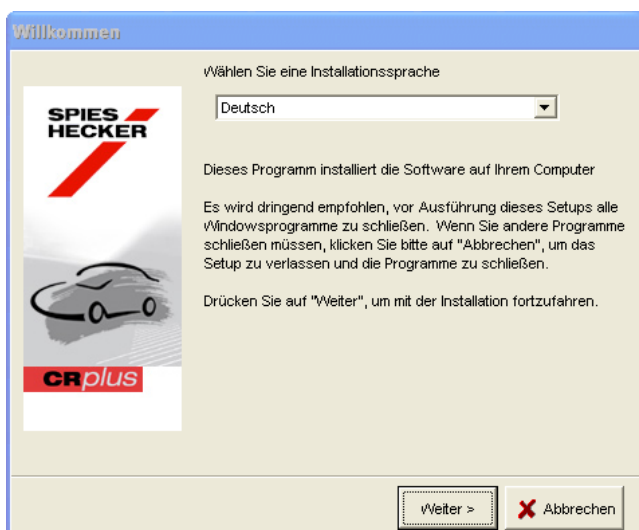 Willkommen
Wählen Sie eine Installationssprache
Deutsch
SPIES
HECKER
Dieses Programm installiert die Software auf Ihrem Computer
Es wird dringend empfohlen, vor Ausführung dieses Setups alle
Windowsprogramme zu schließen. Wenn Sie andere Programme
schließen müssen, klicken Sie bitte auf "Abbrechen", um das
Setup zu verlassen und die Programme zu schließen.
Drücken Sie auf "Weiter", um mit der Installation fortzufahren.
CRplus
Weiter >
Abbrechen